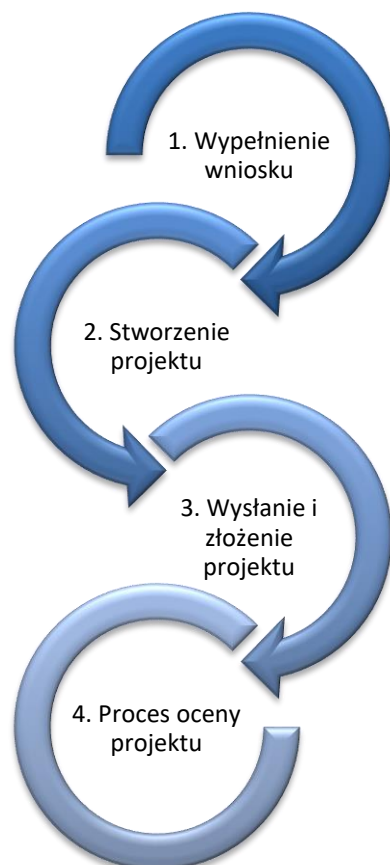 1. Wypełnienie
wniosku
2. Stworzenie
projektu
3. Wysłanie i
złożenie
projektu
4. Proces oceny
projektu